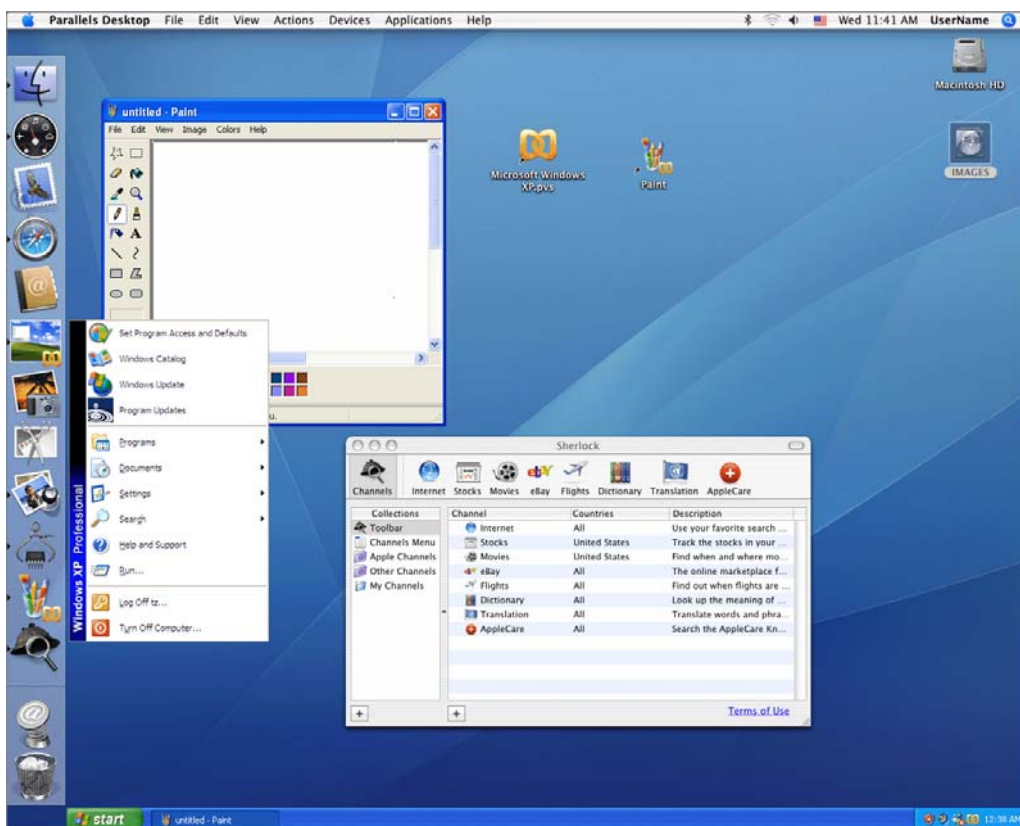 Parallels Desktop File Edit View Actions Devices Applications Help Wed 11:41 AM UserName
Macintosh HD
IMAGES
Microsoft Windows XP.pvs
Paint
untitled - Paint
File Edit View Image Colors Help
Windows XP Professional
Set Program Access and Defaults
Windows Catalog
Windows Update
Program Updates
Programs
Documents
Settings
Search
Help and Support
Run...
Log Off tz...
Turn Off Computer...
u.
Sherlock
Channels Internet Stocks Movies eBay Flights Dictionary Translation AppleCare
Collections Channel Countries Description
Toolbar Internet All Use your favorite search ...
Channels Menu Stocks United States Track the stocks in your ...
Apple Channels Movies United States Find when and where mo...
Other Channels eBay All The online marketplace f...
My Channels Flights All Find out when flights are ...
Dictionary All Look up the meaning of ...
Translation All Translate words and phra...
AppleCare All Search the AppleCare Kn...
Terms of Use
start untitled - Paint 12:38 AM